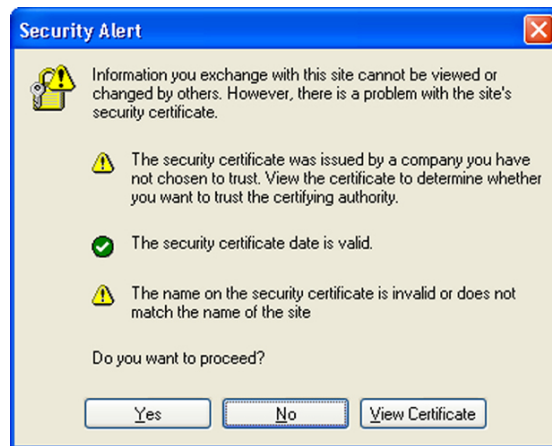 Security Alert
Information you exchange with this site cannot be viewed or
changed by others. However, there is a problem with the site's
security certificate.
The security certificate was issued by a company you have
not chosen to trust. View the certificate to determine whether
you want to trust the certifying authority.
The security certificate date is valid.
The name on the security certificate is invalid or does not
match the name of the site
Do you want to proceed?
Yes No View Certificate